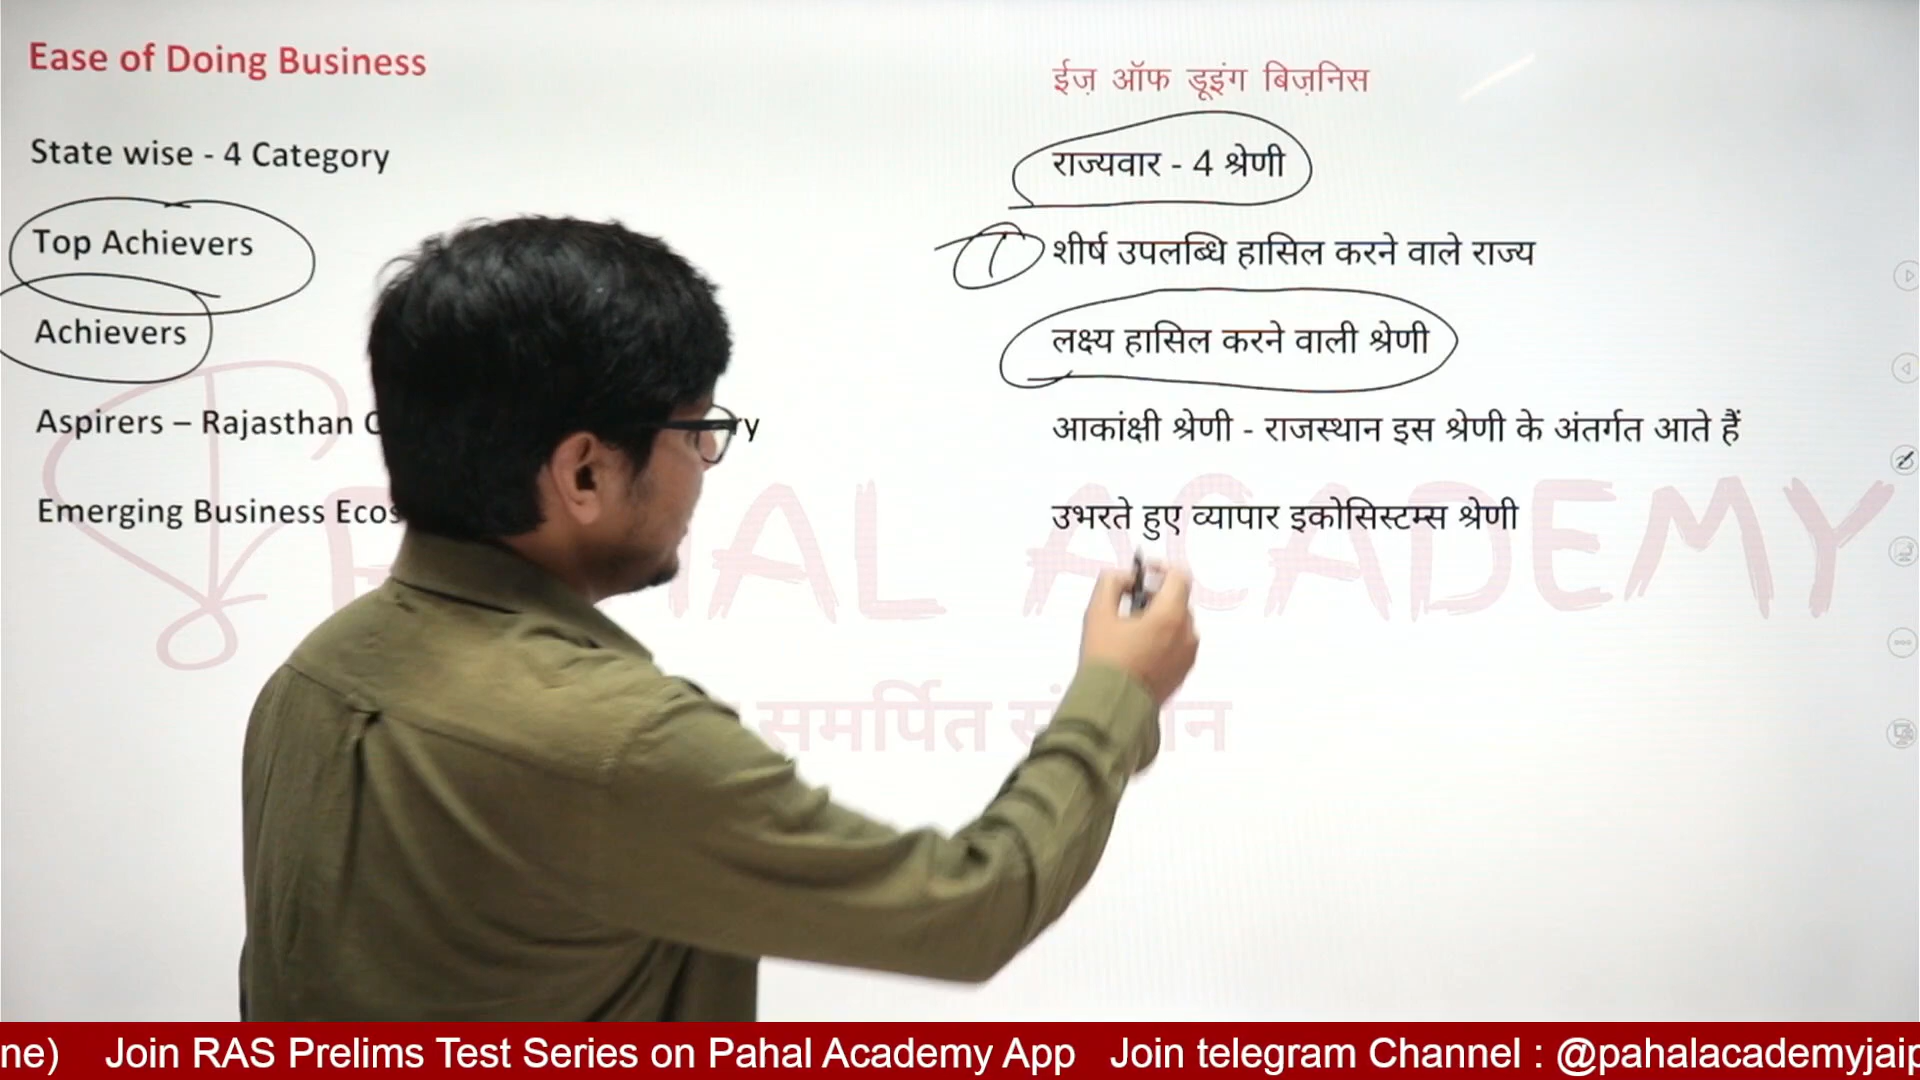 Ease of Doing Business
State wise - 4 Category
Top Achievers
Achievers
Aspirers – Rajasthan
Emerging Business
ईज़ ऑफ डूइंग बिज़निस
राज्यवार - 4 श्रेणी
1
शीर्ष उपलब्धि हासिल करने वाले राज्य
लक्ष्य हासिल करने वाली श्रेणी
आकांक्षी श्रेणी - राजस्थान इस श्रेणी के अंतर्गत आते हैं
उभरते हुए व्यापार इकोसिस्टम्स श्रेणी
ACADEMY
समर्पित
ne) Join RAS Prelims Test Series on Pahal Academy App Join telegram Channel : @pahalacademyjaip